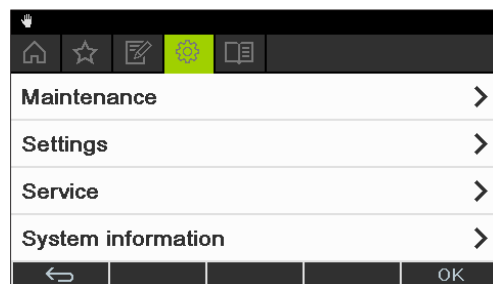 Maintenance
Settings
Service
System information
OK